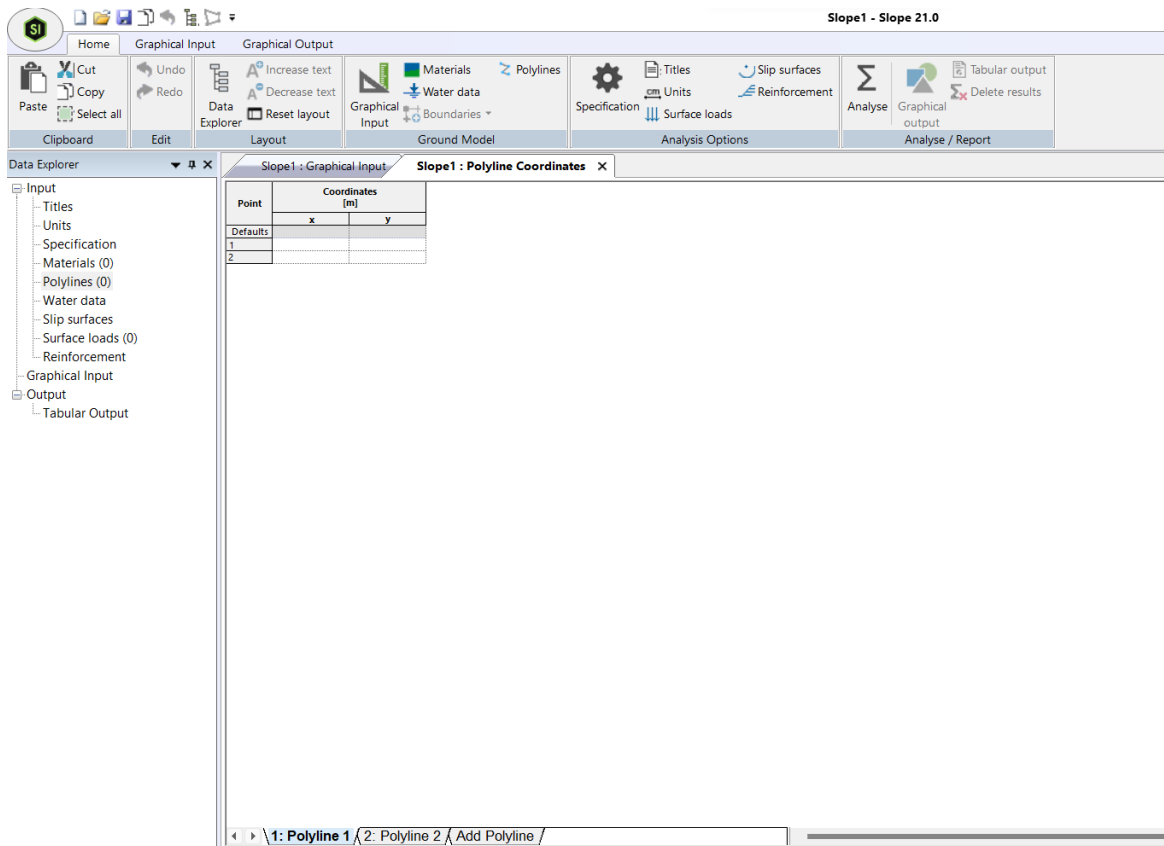 Slope1 - Slope 21.0
SI
Home Graphical Input Graphical Output
Paste Cut Copy Select all
Clipboard
Undo Redo
Edit
Data Explorer Increase text Decrease text Reset layout
Layout
Graphical Input Materials Water data Boundaries Polylines
Ground Model
Specification Titles cm Units Surface loads Slip surfaces Reinforcement
Analysis Options
Analyse Graphical output Tabular output Delete results
Analyse / Report
Data Explorer
Input
Titles
Units
Specification
Materials (0)
Polylines (0)
Water data
Slip surfaces
Surface loads (0)
Reinforcement
Graphical Input
Output
Tabular Output
Slope1 : Graphical Input Slope1 : Polyline Coordinates
Point Coordinates
[m]
x y
Defaults
1
2
1: Polyline 1 2: Polyline 2 Add Polyline